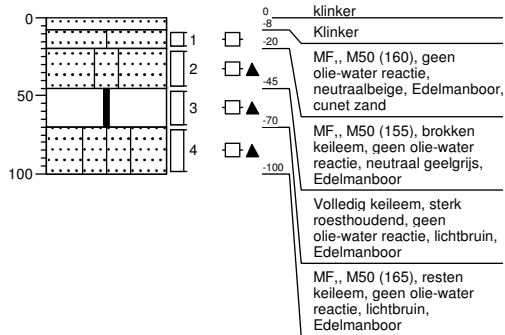 0
50
100
1
2
3
4
0
-8
-20
-45
-70
-100
klinker
Klinker
MF,, M50 (160), geen
olie-water reactie,
neutraalbeige, Edelmanboor,
cunet zand
MF,, M50 (155), brokken
keileem, geen olie-water
reactie, neutraal geelgrijs,
Edelmanboor
Volledig keileem, sterk
roesthoudend, geen
olie-water reactie, lichtbruin,
Edelmanboor
MF,, M50 (165), resten
keileem, geen olie-water
reactie, lichtbruin,
Edelmanboor